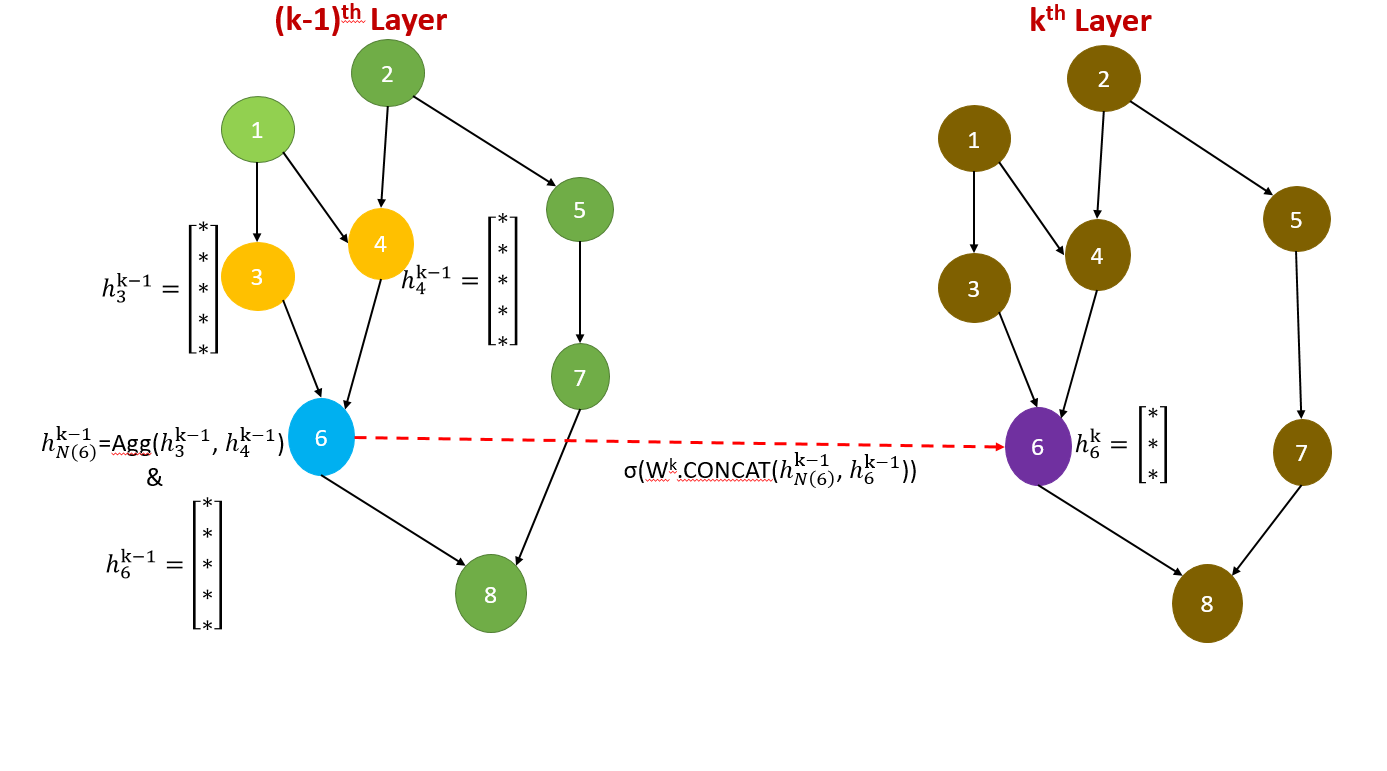 (k-1)th Layer
kth Layer
2
2
1
1
5
5
4
4
3
3
h₃ᵏ⁻¹ = [* * * * *]
h₄ᵏ⁻¹ = [* * * * *]
7
7
6
6
h_N(6)ᵏ⁻¹=Agg(h₃ᵏ⁻¹, h₄ᵏ⁻¹)
&
h₆ᵏ = [* * *]
σ(Wᵏ.CONCAT(h_N(6)ᵏ⁻¹, h₆ᵏ⁻¹))
h₆ᵏ⁻¹ = [* * * * *]
8
8